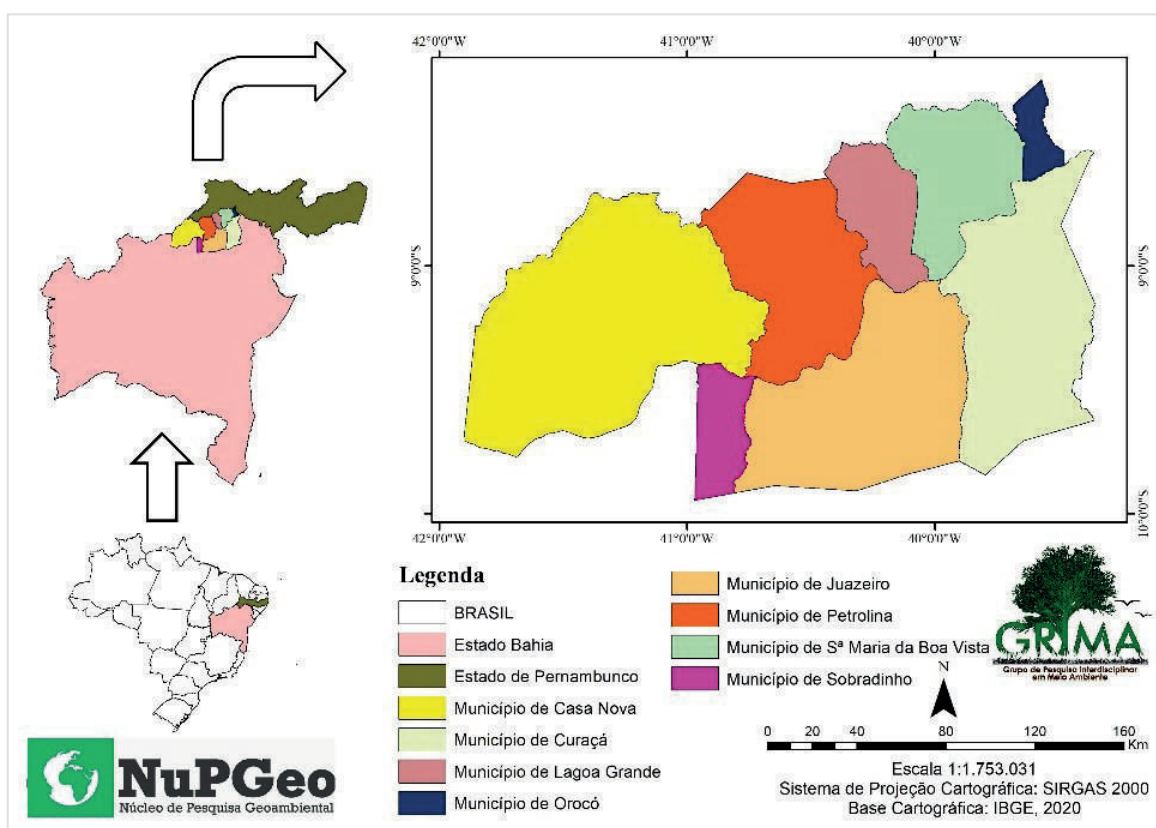 42°0'0"W
41°0'0"W
40°0'0"W
9°0'0"S
9°0'0"S
10°0'0"S
10°0'0"S
42°0'0"W
41°0'0"W
40°0'0"W
Legenda
BRASIL
Estado Bahia
Estado de Pernambunco
Município de Casa Nova
Município de Curaçá
Município de Lagoa Grande
Município de Orocó
Município de Juazeiro
Município de Petrolina
Município de Sª Maria da Boa Vista
Município de Sobradinho
GRIMA
Grupo de Pesquisa Interdisciplinar
em Meio Ambiente
N
0 10 20 40 80 120 160
Km
Escala 1:1.753.031
Sistema de Projeção Cartográfica: SIRGAS 2000
Base Cartográfica: IBGE, 2020
NuPGeo
Núcleo de Pesquisa Geoambiental